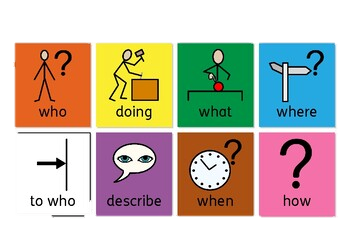 who
doing
what
where
to who
describe
when
how